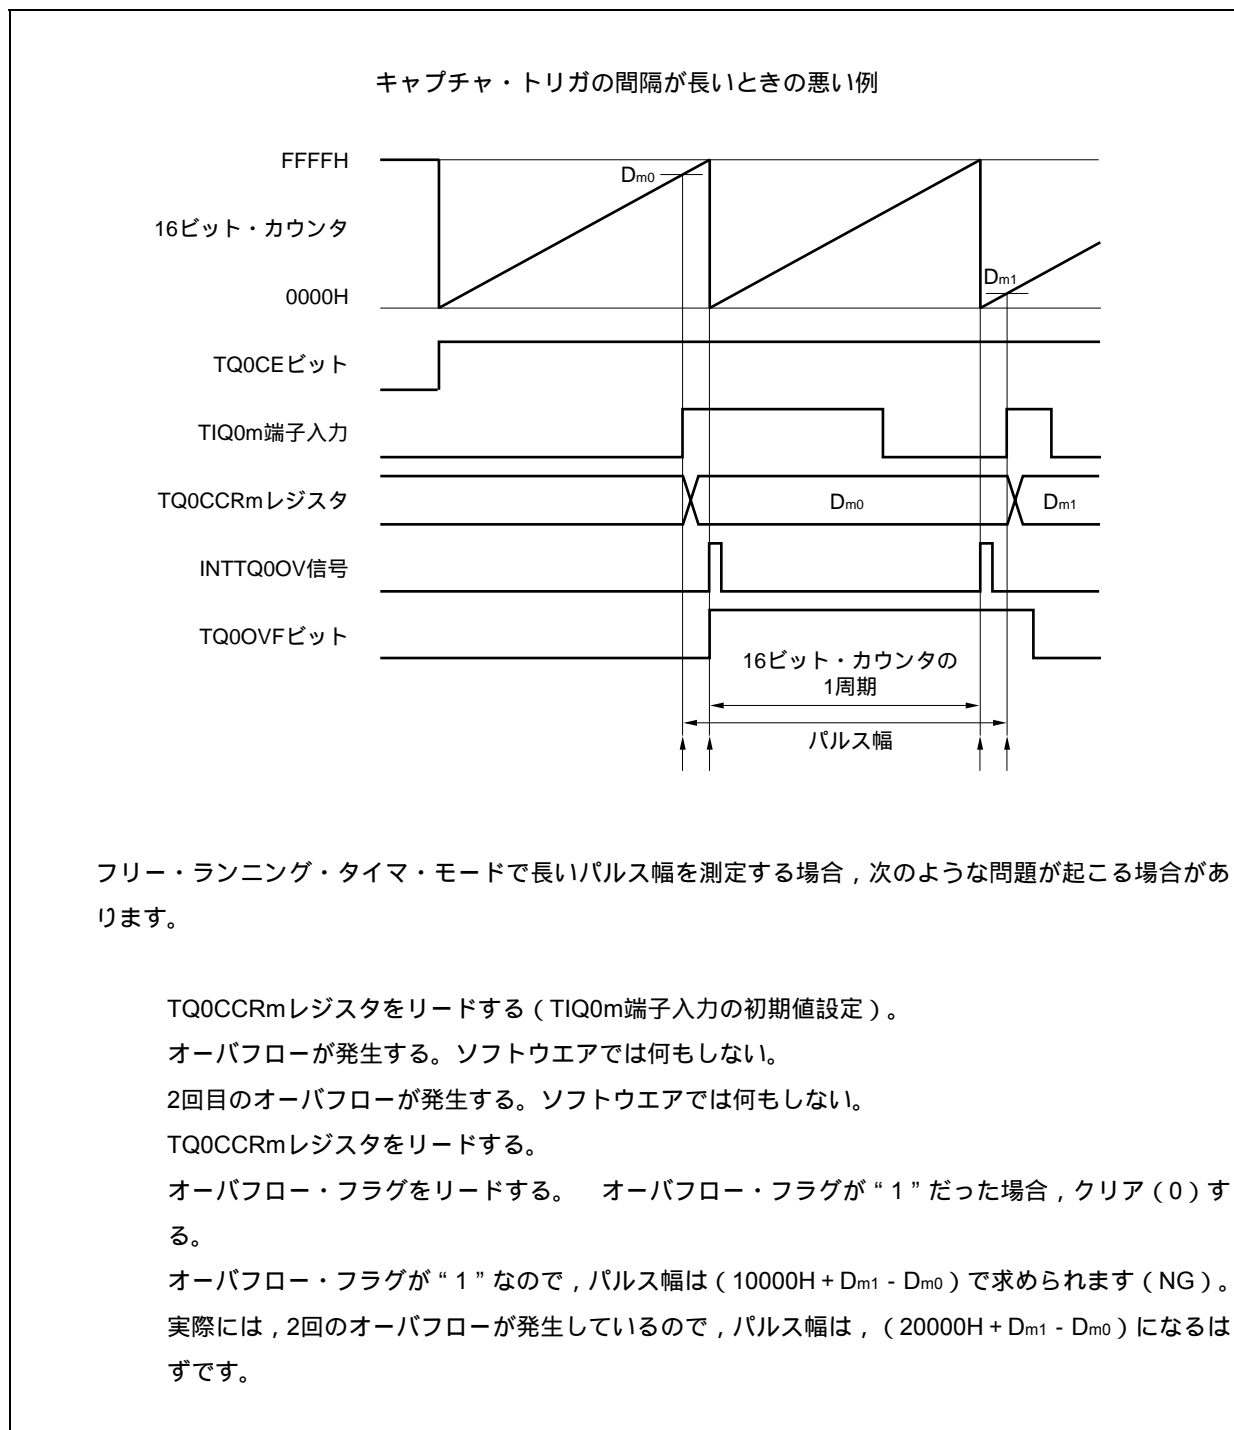 キャプチャ・トリガの間隔が長いときの悪い例
FFFFH
Dm0
16ビット・カウンタ
Dm1
0000H
TQ0CEビット
TIQ0m端子入力
TQ0CCRmレジスタ
Dm0
Dm1
INTTQ0OV信号
TQ0OVFビット
16ビット・カウンタの
1周期
パルス幅
フリー・ランニング・タイマ・モードで長いパルス幅を測定する場合，次のような問題が起こる場合があ
ります。
TQ0CCRmレジスタをリードする（TIQ0m端子入力の初期値設定）。
オーバフローが発生する。ソフトウエアでは何もしない。
2回目のオーバフローが発生する。ソフトウエアでは何もしない。
TQ0CCRmレジスタをリードする。
オーバフロー・フラグをリードする。　オーバフロー・フラグが“1”だった場合，クリア（0）す
る。
オーバフロー・フラグが“1”なので，パルス幅は（10000H + Dm1 - Dm0）で求められます（NG）。
実際には，2回のオーバフローが発生しているので，パルス幅は，（20000H + Dm1 - Dm0）になるは
ずです。